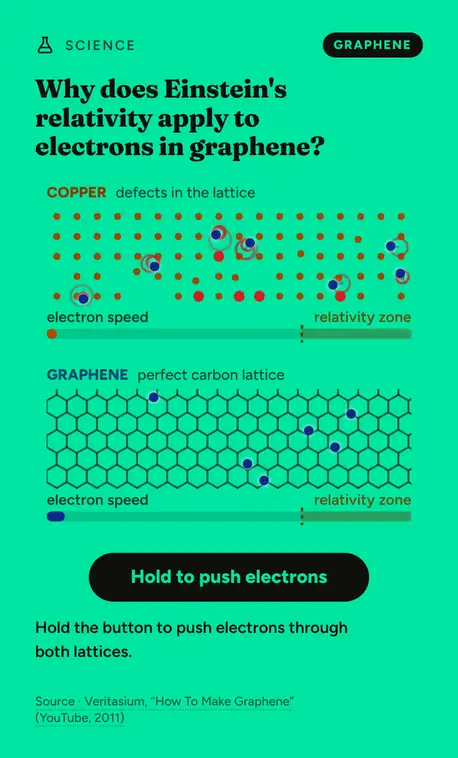 SCIENCE
GRAPHENE
Why does Einstein's
relativity apply to
electrons in graphene?
COPPER defects in the lattice
electron speed relativity zone
GRAPHENE perfect carbon lattice
electron speed relativity zone
Hold to push electrons
Hold the button to push electrons through
both lattices.
Source · Veritasium, “How To Make Graphene”
(YouTube, 2011)